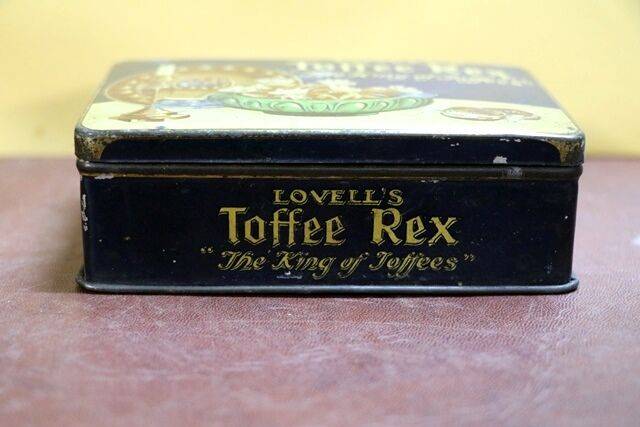 Toffee Rex
LOVELL'S
Toffee Rex
"The King of Toffees"